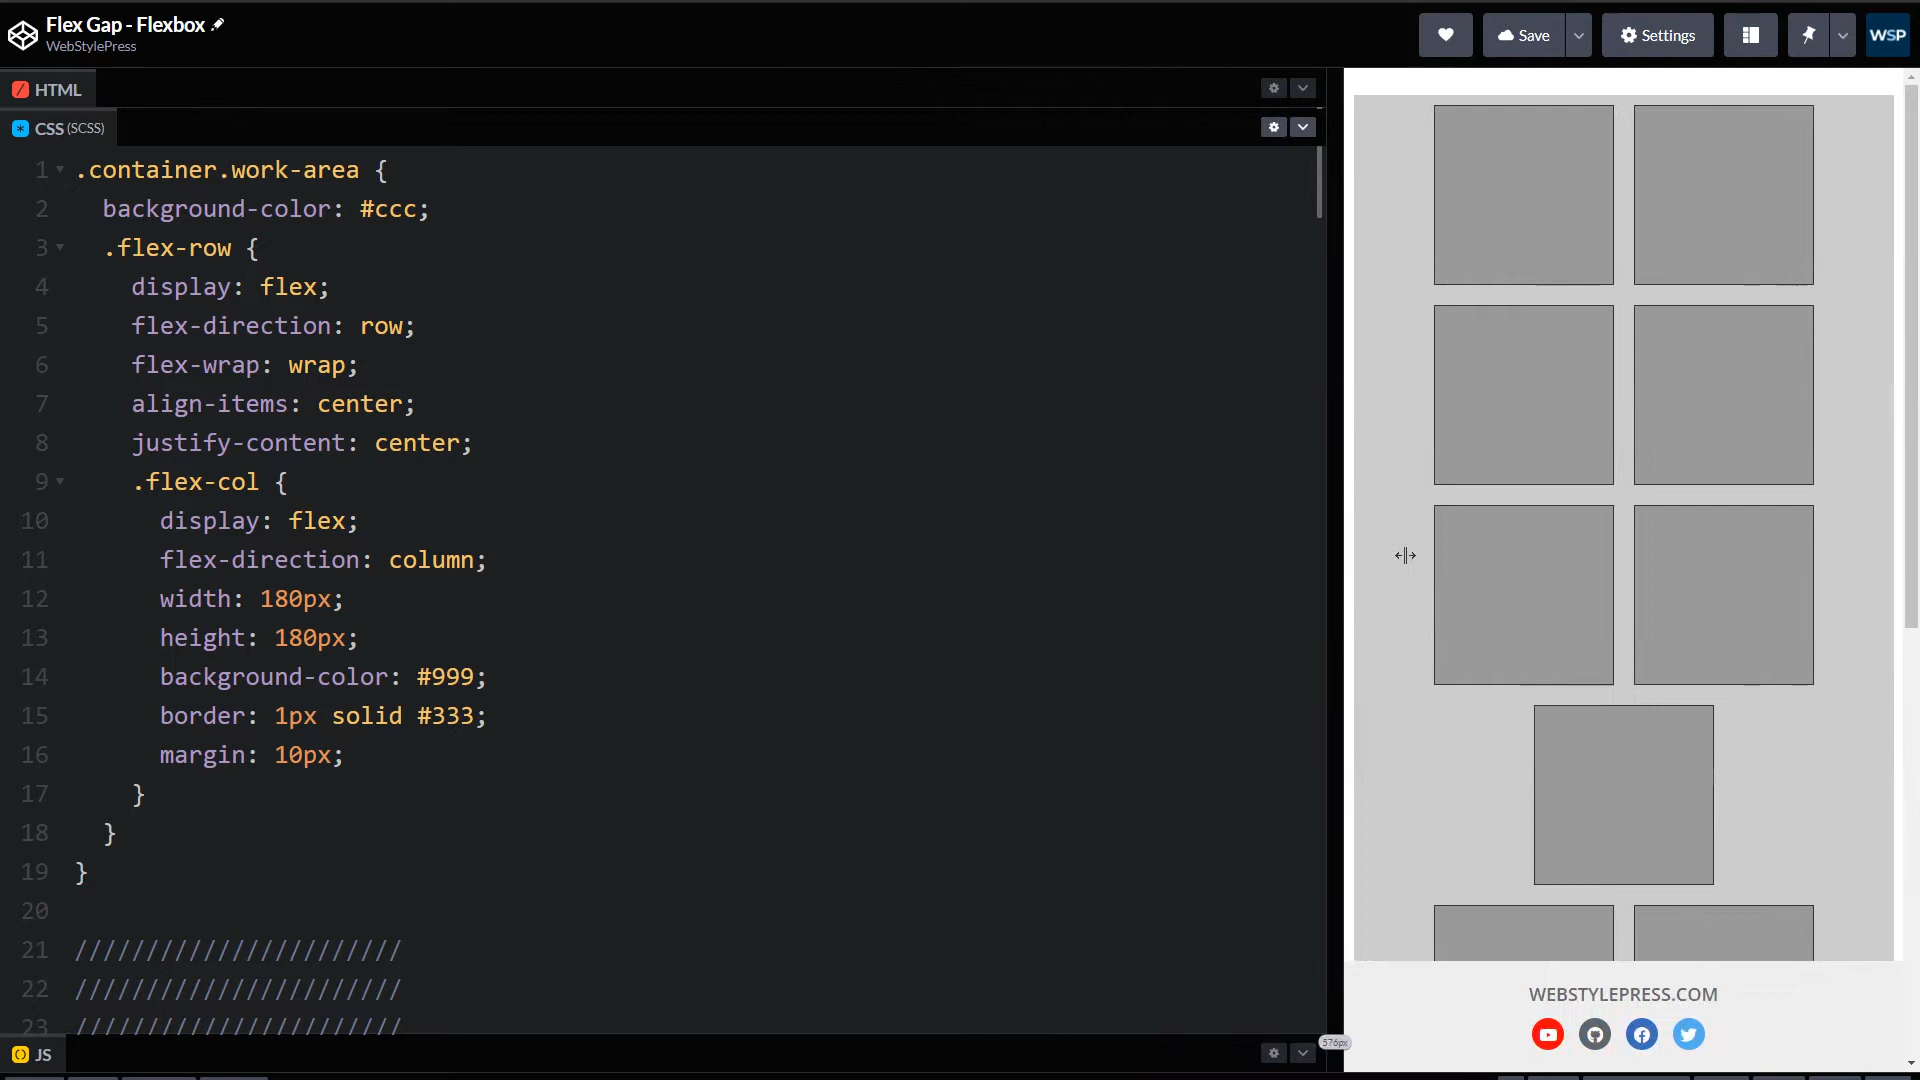 Flex Gap - Flexbox
WebStylePress
Save
Settings
WSP
HTML
CSS (SCSS)
1 .container.work-area {
2 background-color: #ccc;
3 .flex-row {
4 display: flex;
5 flex-direction: row;
6 flex-wrap: wrap;
7 align-items: center;
8 justify-content: center;
9 .flex-col {
10 display: flex;
11 flex-direction: column;
12 width: 180px;
13 height: 180px;
14 background-color: #999;
15 border: 1px solid #333;
16 margin: 10px;
17 }
18 }
19 }
20
21 ///////////////////////
22 ///////////////////////
23 ///////////////////////
WEBSTYLEPRESS.COM
JS
576px